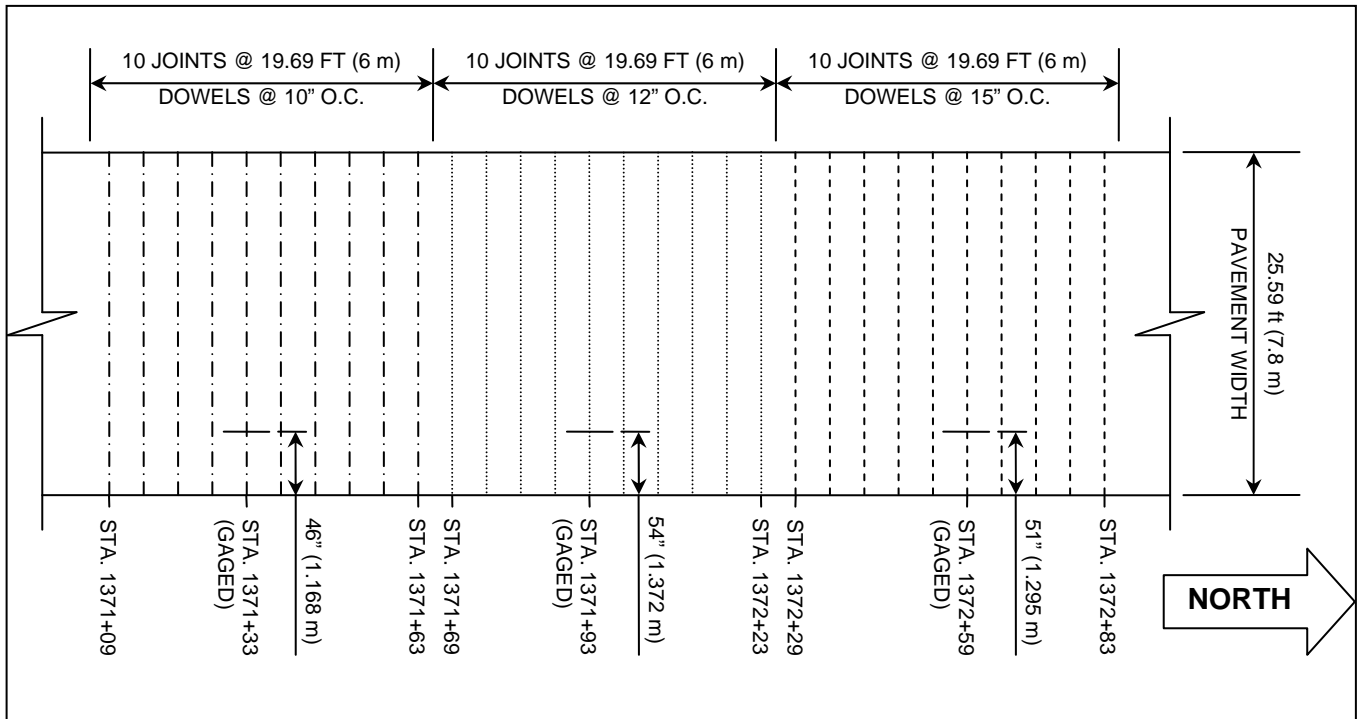 10 JOINTS @ 19.69 FT (6 m)
DOWELS @ 10” O.C.
10 JOINTS @ 19.69 FT (6 m)
DOWELS @ 12” O.C.
10 JOINTS @ 19.69 FT (6 m)
DOWELS @ 15” O.C.
25.59 ft (7.8 m)
PAVEMENT WIDTH
STA. 1371+09
STA. 1371+33
(GAGED)
46” (1.168 m)
STA. 1371+63
STA. 1371+69
STA. 1371+93
(GAGED)
54” (1.372 m)
STA. 1372+23
STA. 1372+29
STA. 1372+59
(GAGED)
51” (1.295 m)
STA. 1372+83
NORTH